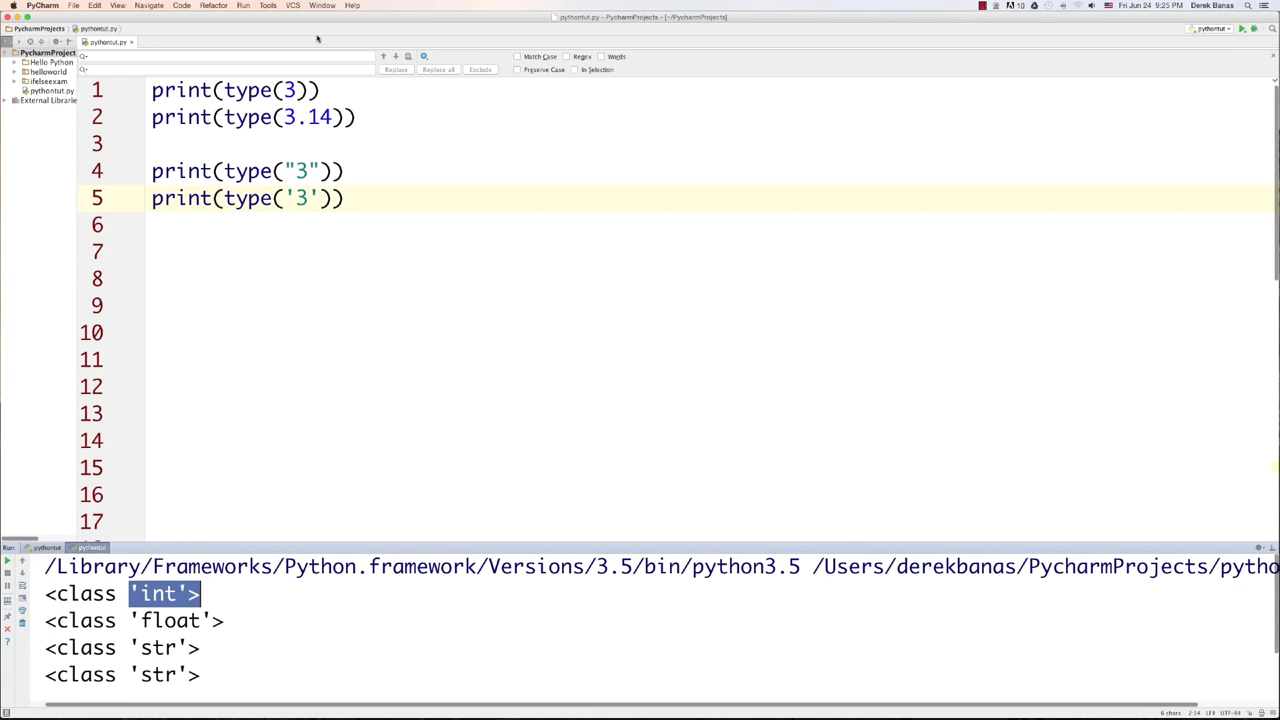 PyCharm File Edit View Navigate Code Refactor Run Tools VCS Window Help 10 Fri Jun 24 9:25 PM Derek Banas
pythontut.py - PycharmProjects - [~/PycharmProjects]
PycharmProjects pythontut.py pythontut
pythontut.py ×
PycharmProject
Hello Python
helloworld
ifelseexam
pythontut.py
External Librarie
Match Case Regex Words
Replace Replace all Exclude Preserve Case In Selection
1 print(type(3))
2 print(type(3.14))
3
4 print(type("3"))
5 print(type('3'))
6
7
8
9
10
11
12
13
14
15
16
17
Run: pythontut pythontut
/Library/Frameworks/Python.framework/Versions/3.5/bin/python3.5 /Users/derekbanas/PycharmProjects/pytho
<class 'int'>
<class 'float'>
<class 'str'>
<class 'str'>
6 chars 2:14 UTF-8